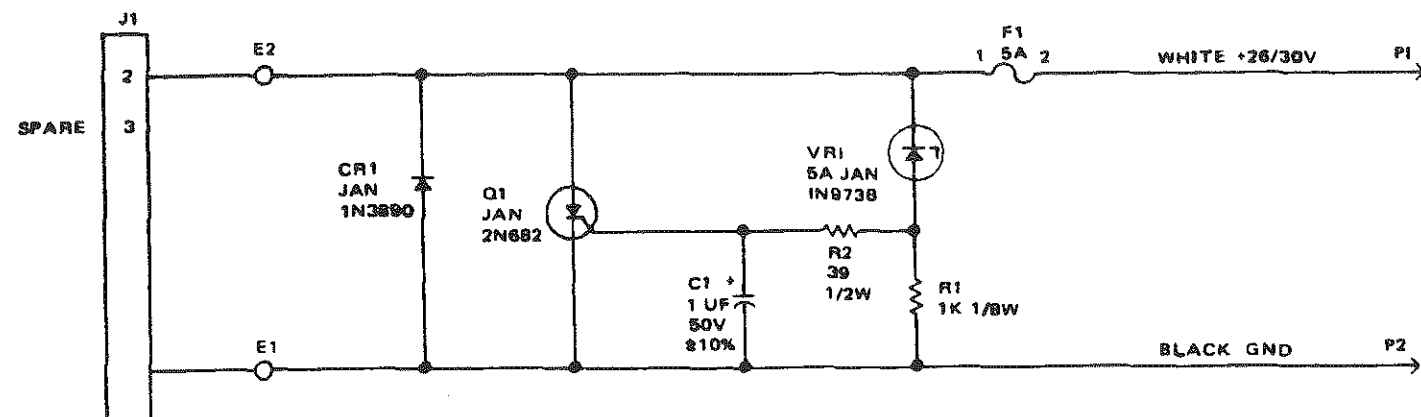 J1
2
SPARE 3
E2
E1
CR1
JAN
1N3890
Q1
JAN
2N682
C1 +
1 UF
50V
±10%
R2
39
1/2W
VR1
5A JAN
1N973B
R1
1K 1/8W
F1
1 5A 2
WHITE +26/30V P1
BLACK GND P2